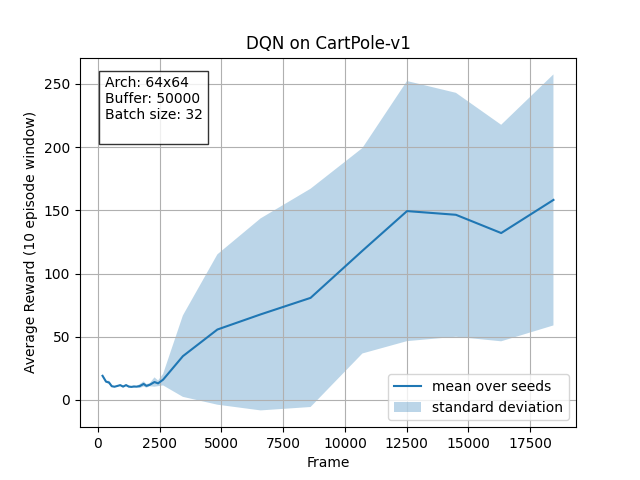 DQN on CartPole-v1
Arch: 64x64
Buffer: 50000
Batch size: 32
250
200
150
100
50
0
Average Reward (10 episode window)
mean over seeds
standard deviation
0 2500 5000 7500 10000 12500 15000 17500
Frame